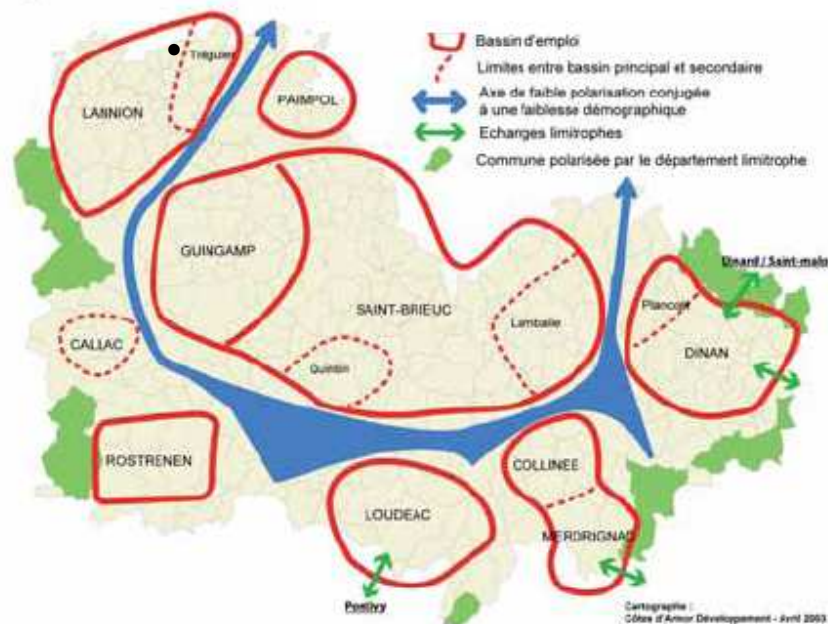 Bassin d'emploi
Limites entre bassin principal et secondaire
Axe de faible polarisation conjuguée
à une faiblesse démographique
Echarges limitrophes
Commune polarisée par le département limitrophe
Tréguier
LANNION
PAIMPOL
GUINGAMP
SAINT-BRIEUC
Lamballe
Quintin
CALLAC
ROSTRENEN
LOUDEAC
COLLINEE
MERDRIGNAC
Plancoët
DINAN
Dinard / Saint-malo
Pontivy
Cartographe :
Côtes d'Armor Développement - Avril 2003